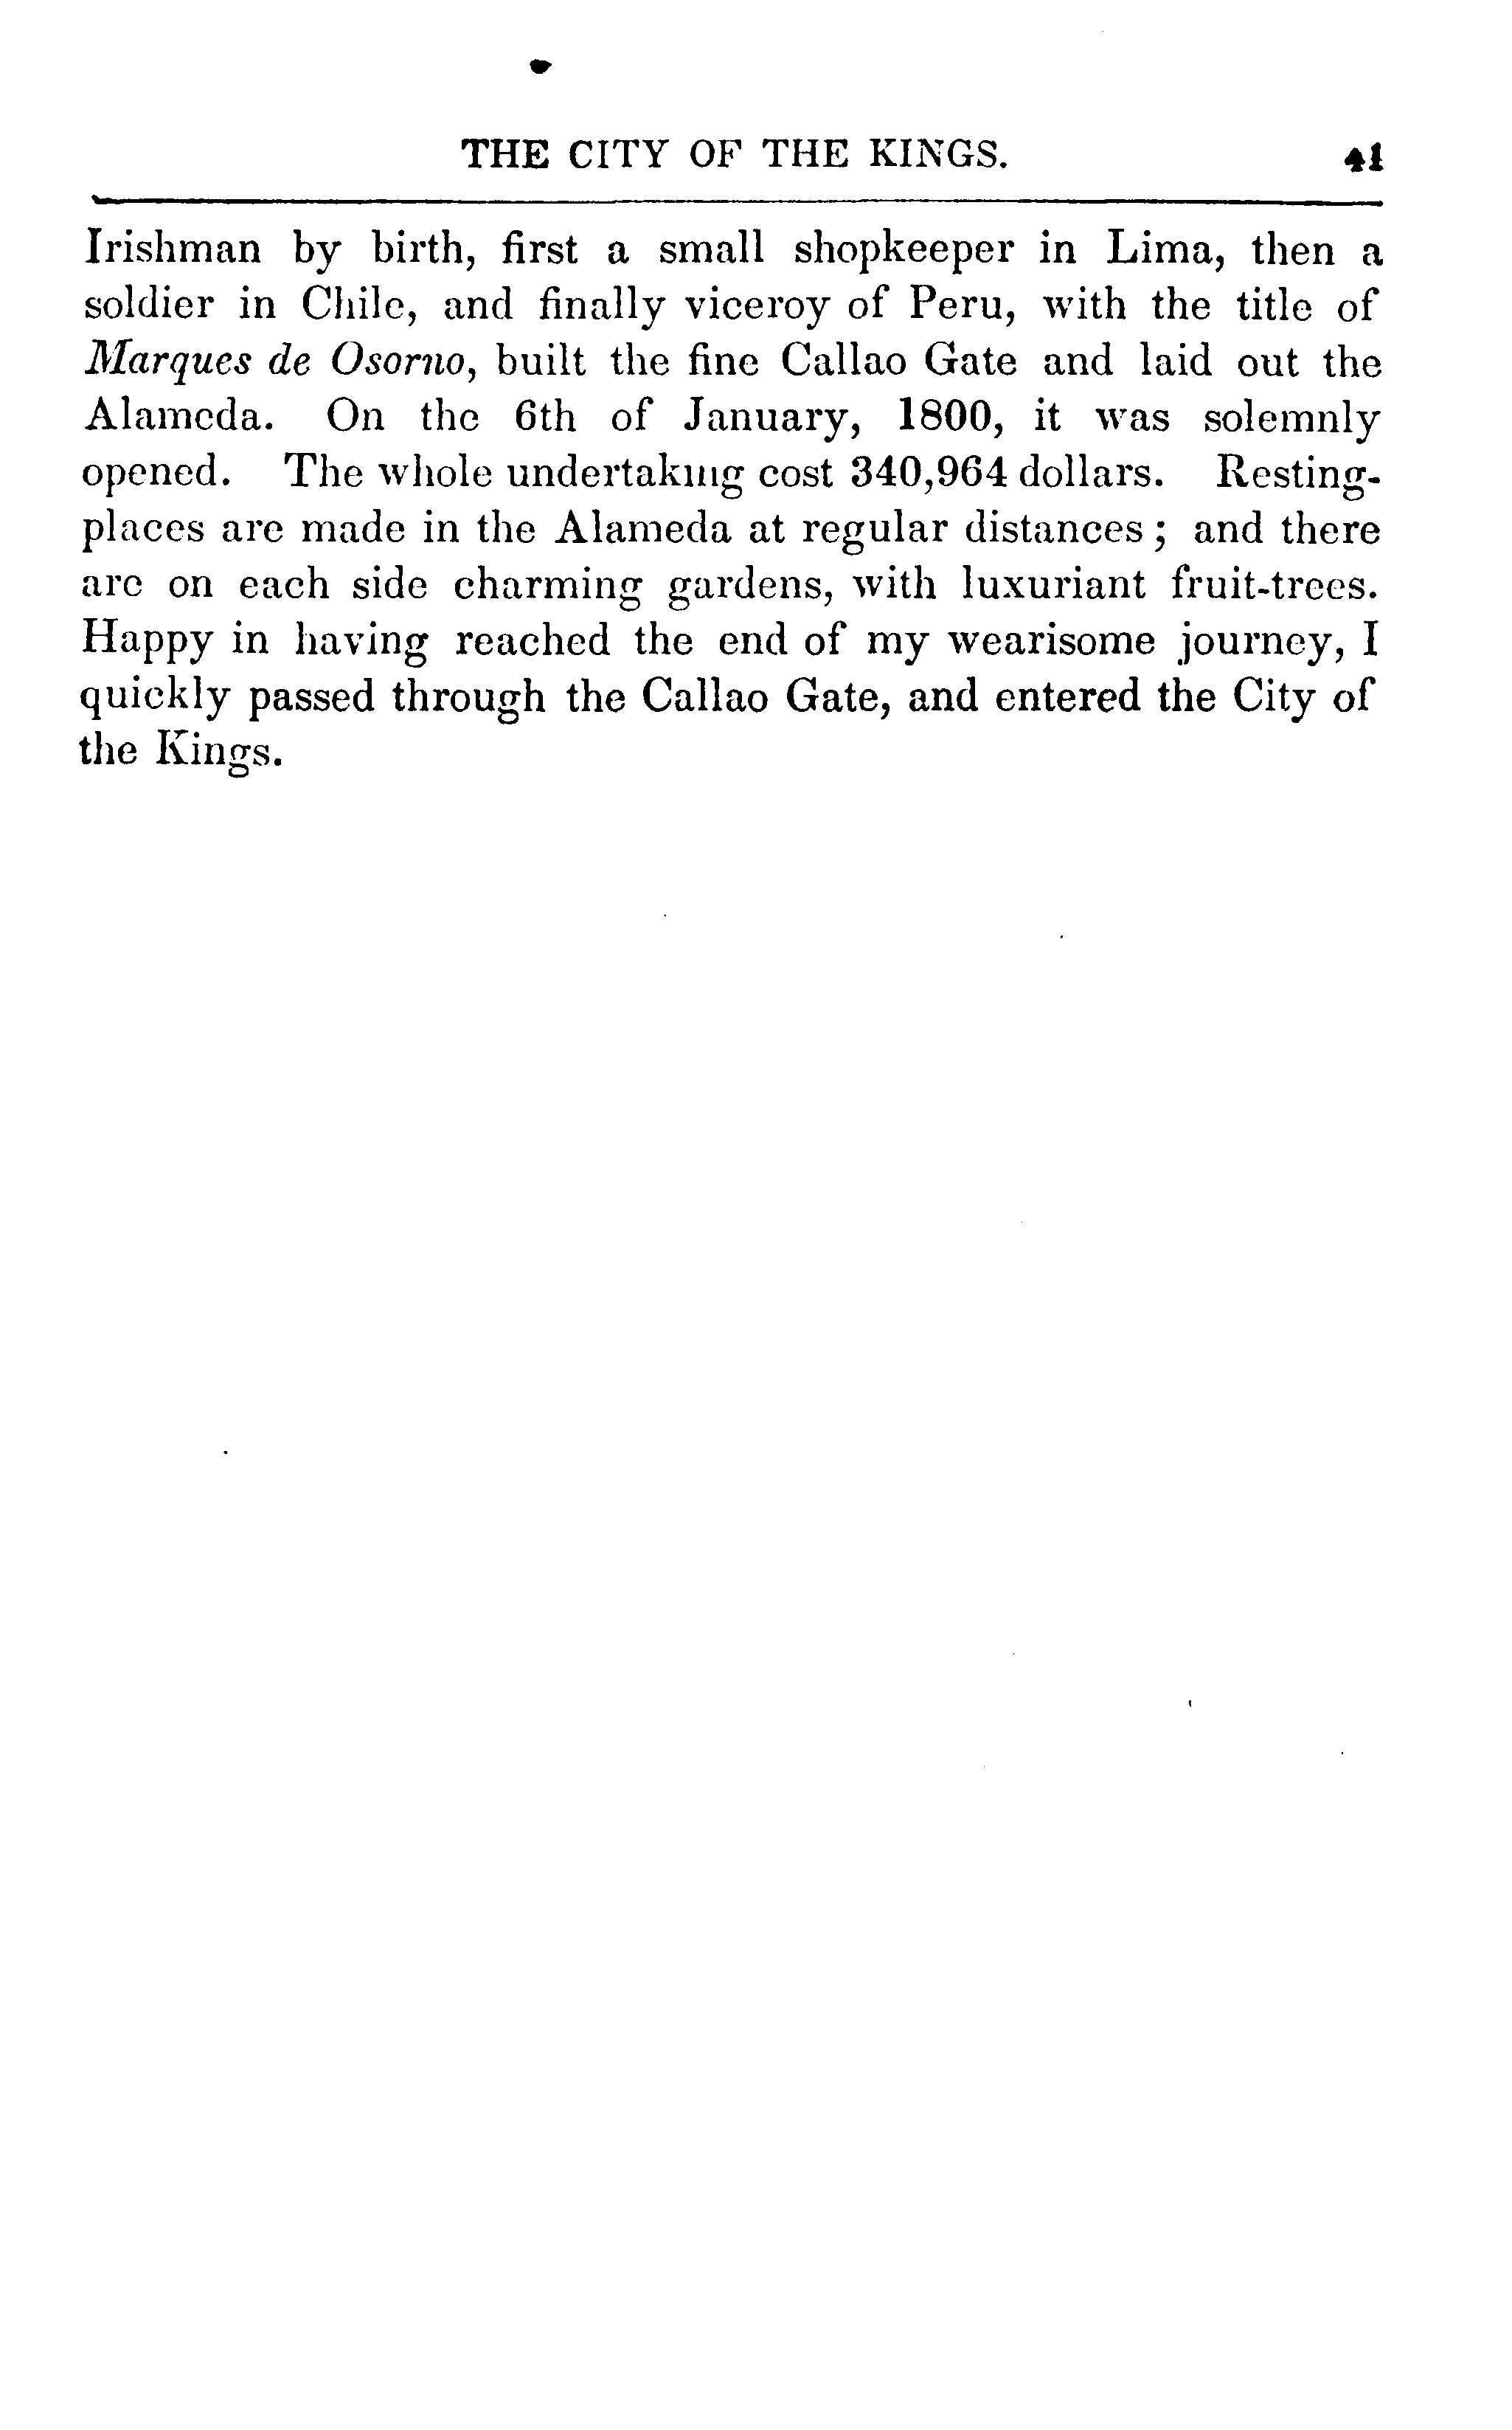 THE CITY OF THE KINGS. 41
Irishman by birth, first a small shopkeeper in Lima, then a
soldier in Chile, and finally viceroy of Peru, with the title of
Marques de Osorno, built the fine Callao Gate and laid out the
Alameda. On the 6th of January, 1800, it was solemnly
opened. The whole undertaking cost 340,964 dollars. Resting-
places are made in the Alameda at regular distances; and there
are on each side charming gardens, with luxuriant fruit-trees.
Happy in having reached the end of my wearisome journey, I
quickly passed through the Callao Gate, and entered the City of
the Kings.